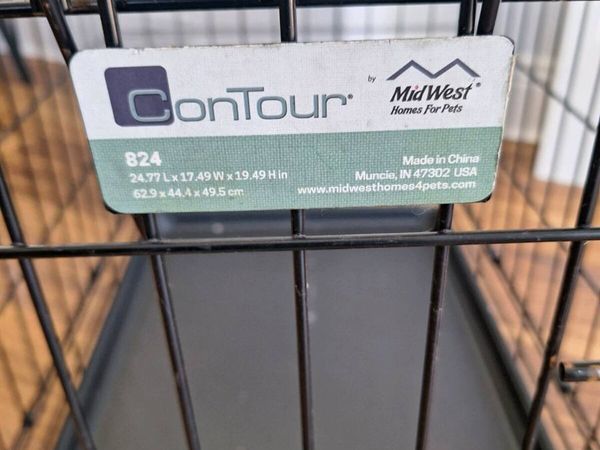 ConTour®
by
MidWest®
Homes For Pets
824
24.77 L x 17.49 W x 19.49 H in
62.9 x 44.4 x 49.5 cm
Made in China
Muncie, IN 47302 USA
www.midwesthomes4pets.com